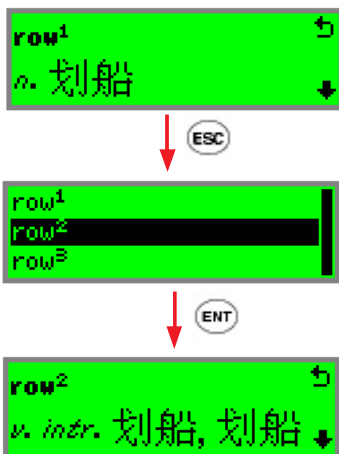 row¹
n. 划船
ESC
row¹
row²
row³
ENT
row²
v. intr. 划船, 划船